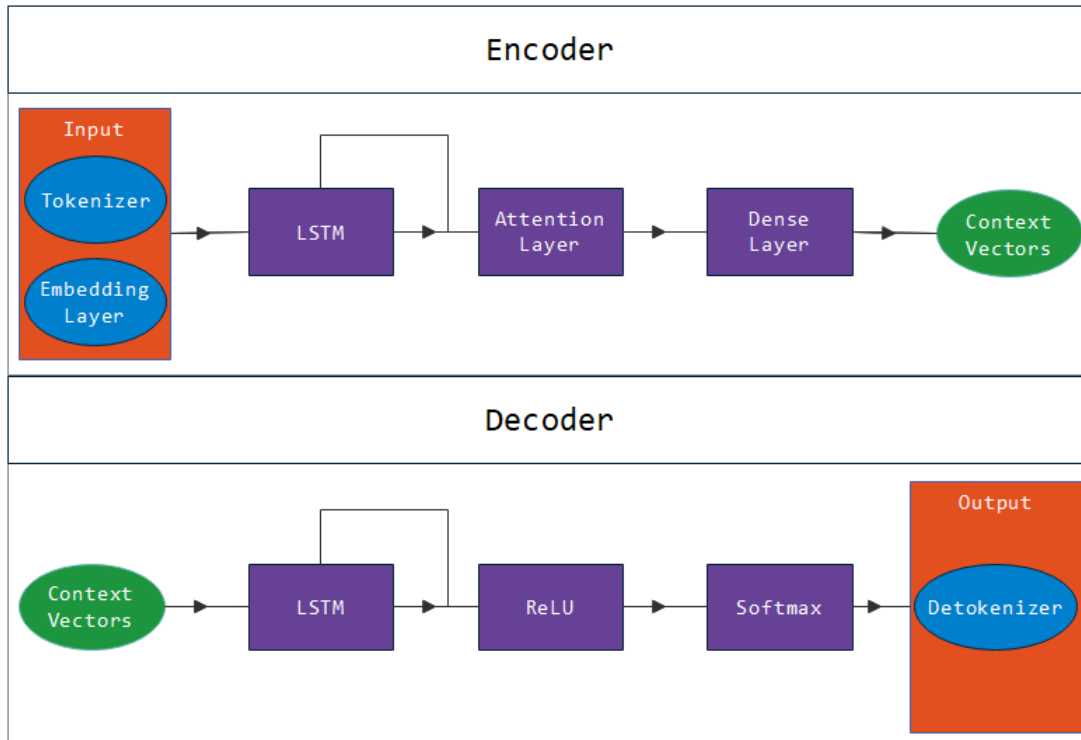 Encoder
Input
Tokenizer
Embedding
Layer
LSTM
Attention
Layer
Dense
Layer
Context
Vectors
Decoder
Context
Vectors
LSTM
ReLU
Softmax
Output
Detokenizer